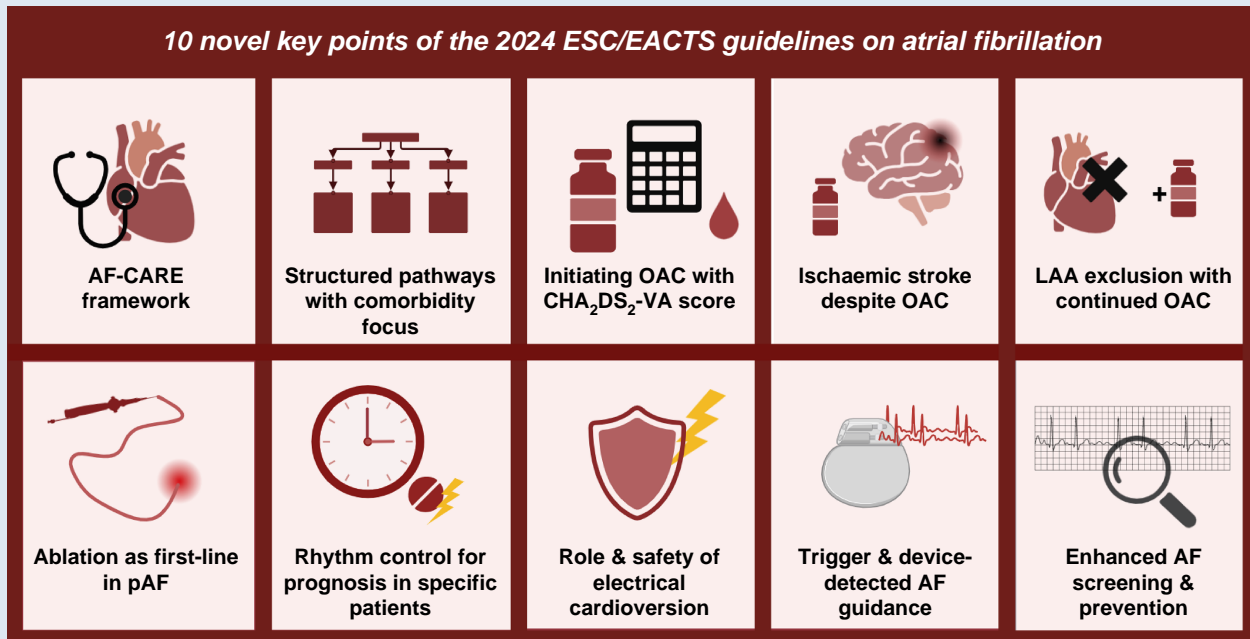 10 novel key points of the 2024 ESC/EACTS guidelines on atrial fibrillation
AF-CARE
framework
Structured pathways
with comorbidity
focus
Initiating OAC with
CHA₂DS₂-VA score
Ischaemic stroke
despite OAC
+
LAA exclusion with
continued OAC
Ablation as first-line
in pAF
Rhythm control for
prognosis in specific
patients
Role & safety of
electrical
cardioversion
Trigger & device-
detected AF
guidance
Enhanced AF
screening &
prevention